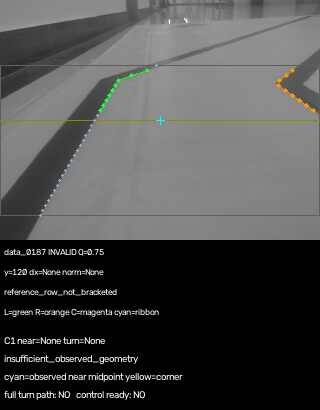 data_0187 INVALID Q=0.75
y=120 dx=None norm=None
reference_row_not_bracketed
L=green R=orange C=magenta cyan=ribbon
C1 near=None turn=None
insufficient_observed_geometry
cyan=observed near midpoint yellow=corner
full turn path: NO control ready: NO